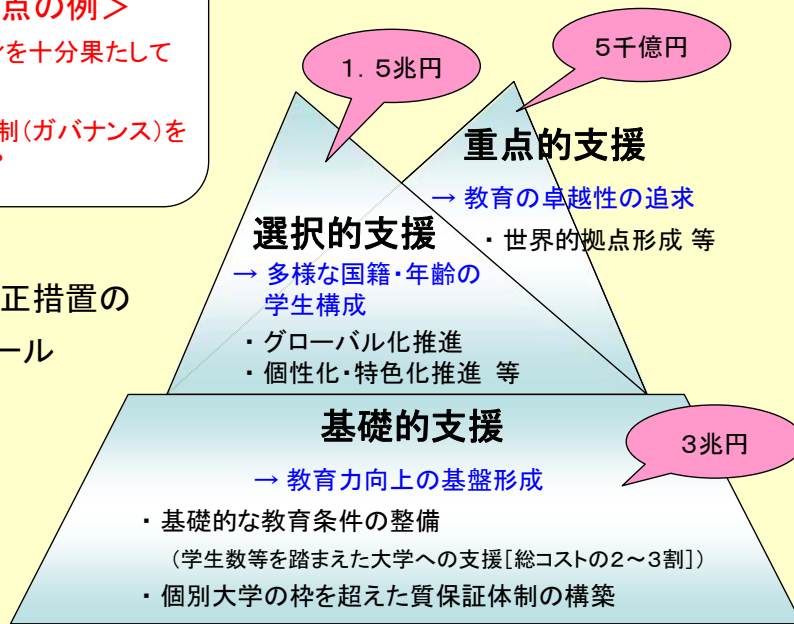 点の例＞
を十分果たして
制（ガバナンス）を
正措置の
ール
1．5兆円
5千億円
重点的支援
→ 教育の卓越性の追求
・ 世界的拠点形成 等
選択的支援
→ 多様な国籍・年齢の
学生構成
・ グローバル化推進
・ 個性化・特色化推進 等
基礎的支援
3兆円
→ 教育力向上の基盤形成
・ 基礎的な教育条件の整備
（学生数等を踏まえた大学への支援［総コストの２～３割］）
・ 個別大学の枠を超えた質保証体制の構築